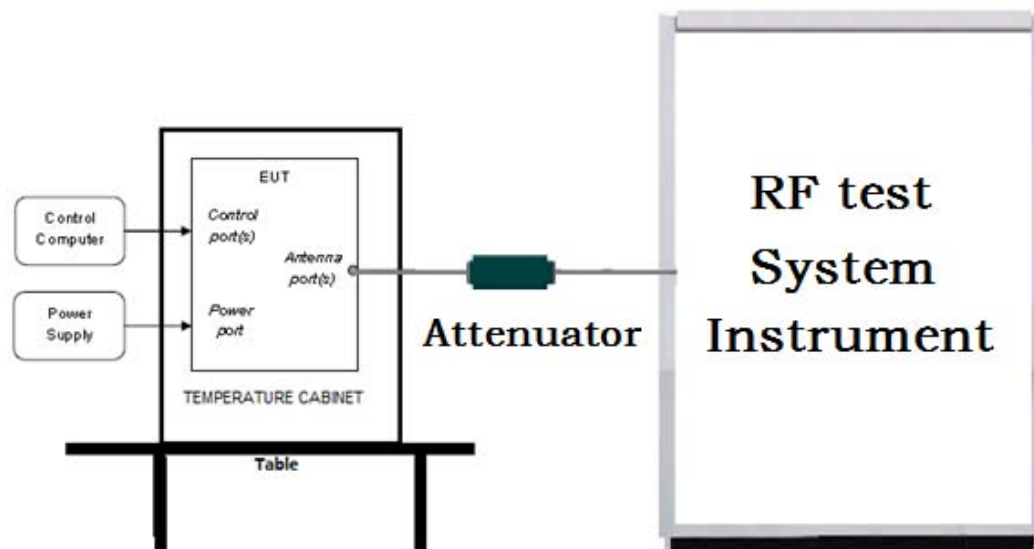 Control
Computer
Power
Supply
EUT
Control
port(s)
Antenna
port(s)
Power
port
TEMPERATURE CABINET
Table
Attenuator
RF test
System
Instrument